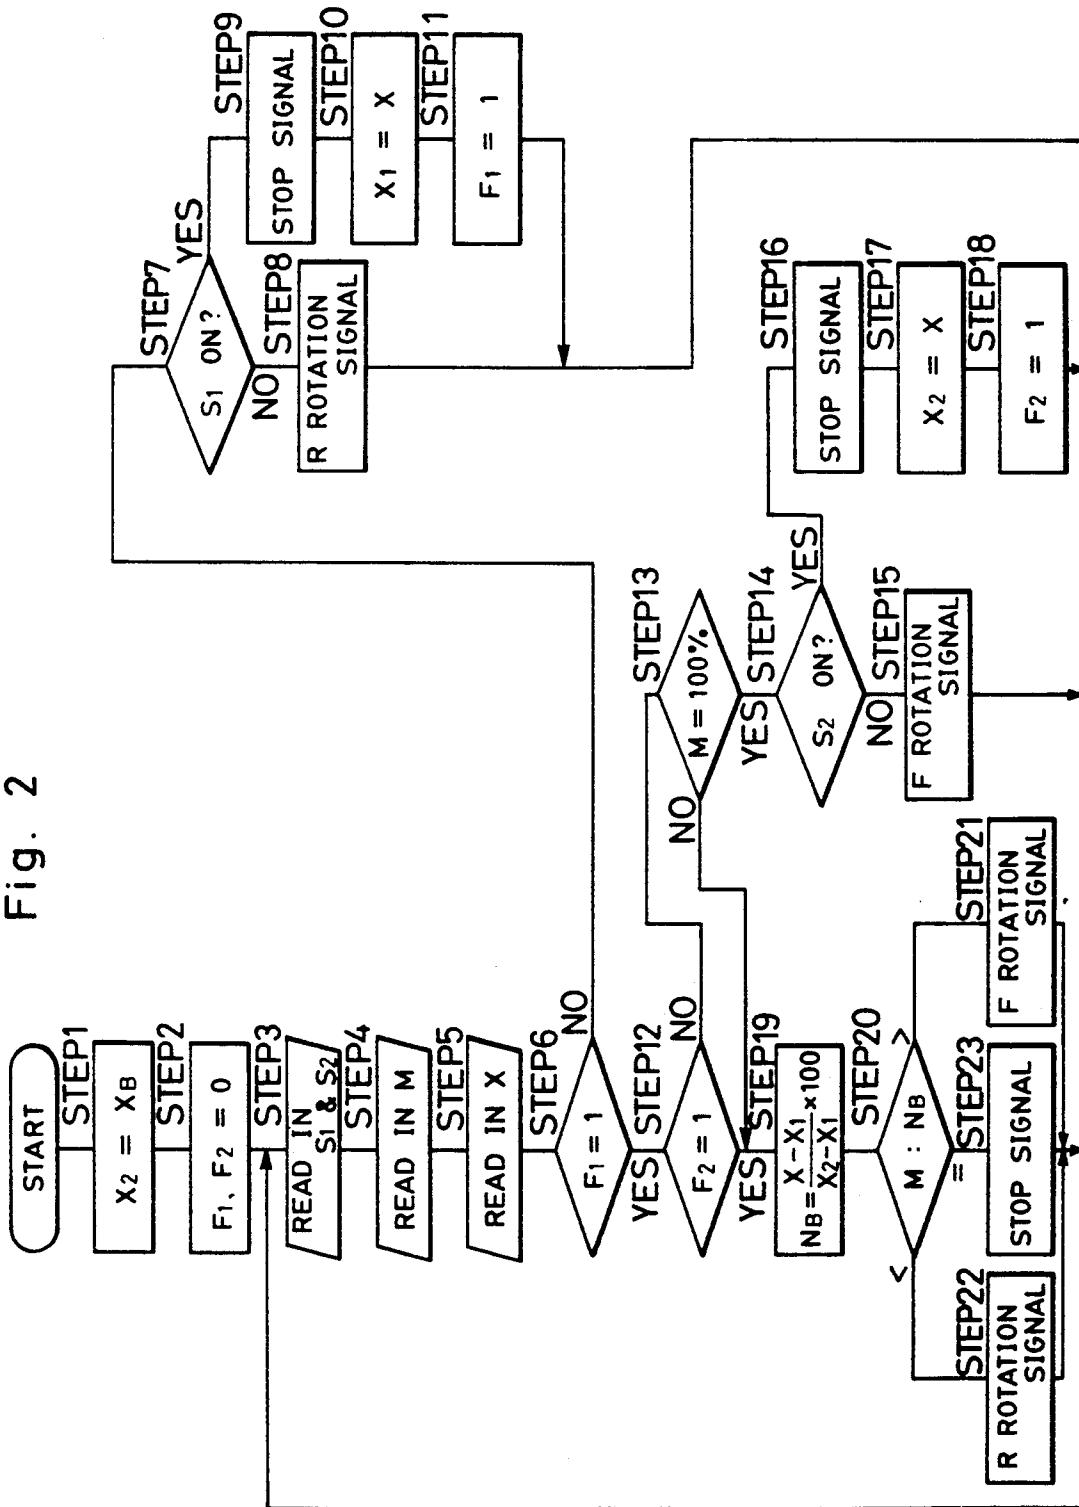 Fig. 2
START
STEP1
X2 = XB
STEP2
F1, F2 = 0
STEP3
READ IN
S1 & S2
STEP4
READ IN M
STEP5
READ IN X
STEP6
F1 = 1
NO
YES
STEP7
S1 ON?
YES
NO
STEP8
R ROTATION
SIGNAL
STEP9
STOP SIGNAL
STEP10
X1 = X
STEP11
F1 = 1
STEP12
F2 = 1
NO
YES
STEP13
M = 100%
NO
YES
STEP14
S2 ON?
YES
NO
STEP15
F ROTATION
SIGNAL
STEP16
STOP SIGNAL
STEP17
X2 = X
STEP18
F2 = 1
STEP19
NB = X-X1 / X2-X1 ×100
STEP20
M : NB
<
=
>
STEP22
R ROTATION
SIGNAL
STEP23
STOP SIGNAL
STEP21
F ROTATION
SIGNAL